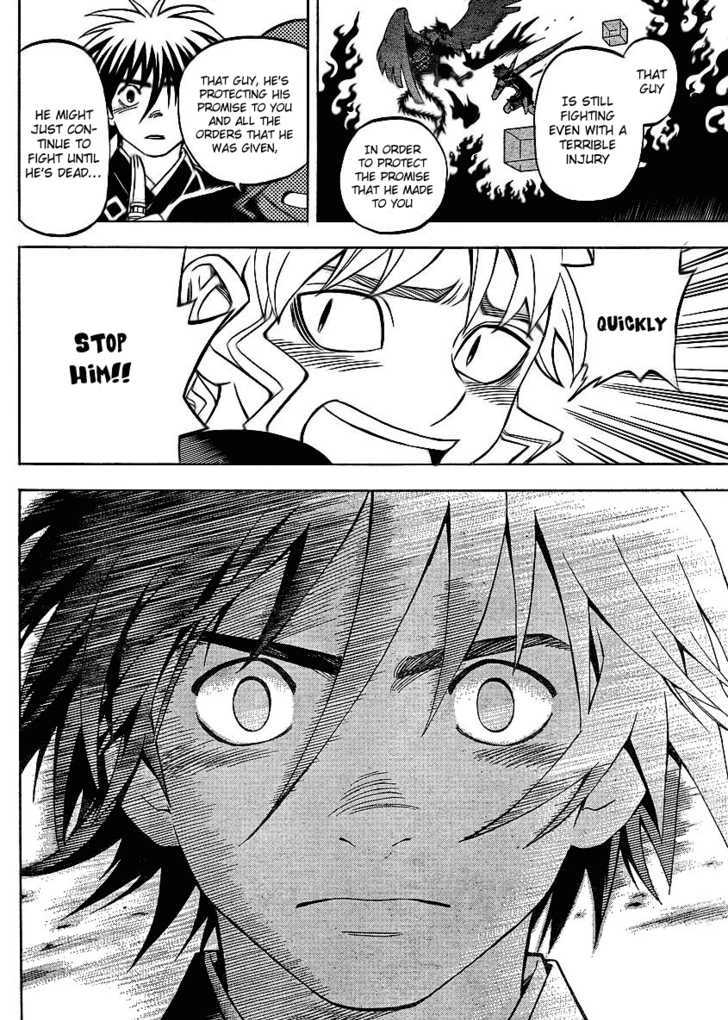 THAT
GUY
IS STILL
FIGHTING
EVEN WITH A
TERRIBLE
INJURY
IN ORDER
TO PROTECT
THE PROMISE
THAT HE MADE
TO YOU
THAT GUY, HE'S
PROTECTING HIS
PROMISE TO YOU
AND ALL THE
ORDERS THAT HE
WAS GIVEN,
HE MIGHT
JUST CON-
TINUE TO
FIGHT UNTIL
HE'S DEAD...
QUICKLY
STOP
HIM!!